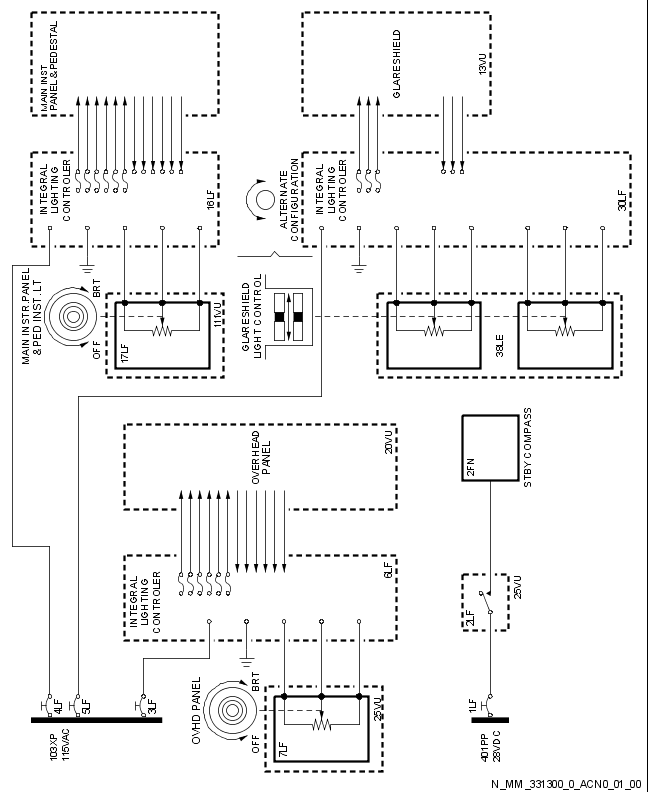 MAIN INST
PANEL & PEDESTAL
GLARESHIELD
13VU
INTEGRAL
LIGHTING
CONTROLER
16LF
ALTERNATE
CONFIGURATION
INTEGRAL
LIGHTING
CONTROLER
30LF
MAIN INSTR.PANEL
& PED INST. LT
OFF
BRT
17LF
111VU
GLARESHIELD
LIGHT CONTROL
38LE
OVERHEAD
PANEL
20VU
2FN
STBY COMPASS
INTEGRAL
LIGHTING
CONTROLER
6LF
2LF
25VU
OVHD PANEL
OFF
BRT
7LF
25VU
4LF
5LF
3LF
103XP
115VAC
1LF
401PP
28VDC
N_MM_331300_0_ACN0_01_00